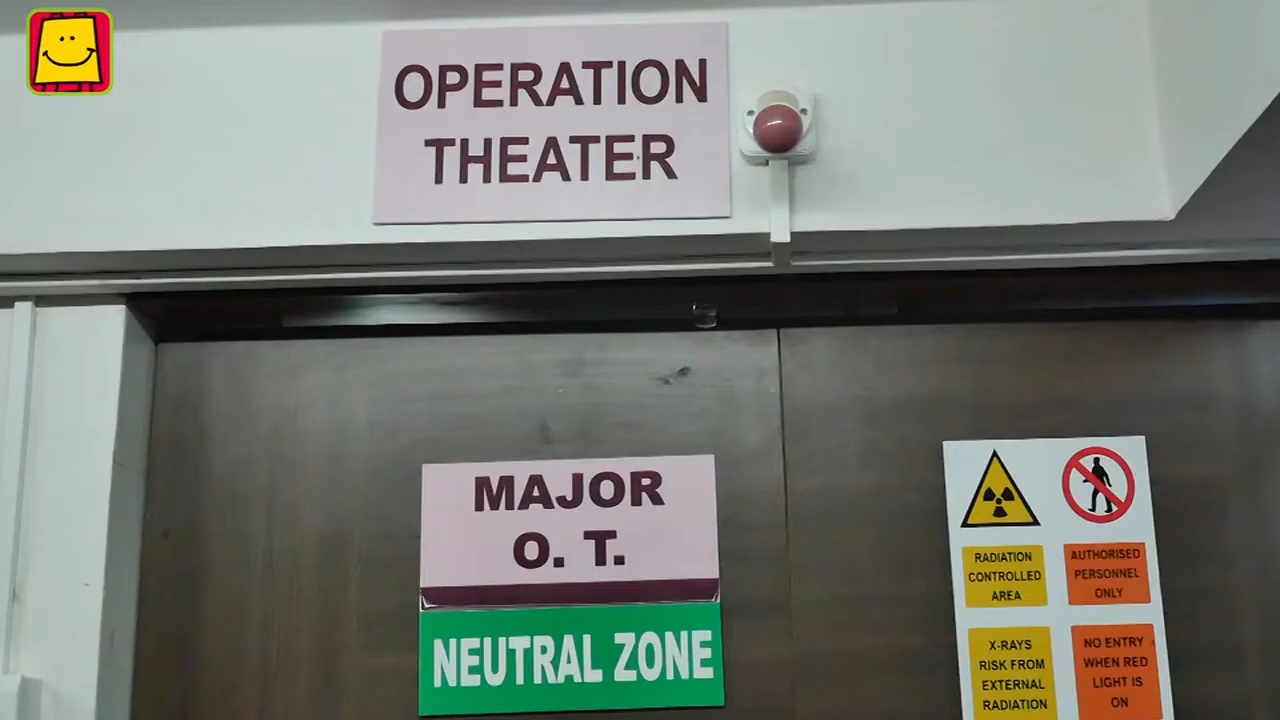 OPERATION
THEATER
MAJOR
O. T.
NEUTRAL ZONE
RADIATION
CONTROLLED
AREA
AUTHORISED
PERSONNEL
ONLY
X-RAYS
RISK FROM
EXTERNAL
RADIATION
NO ENTRY
WHEN RED
LIGHT IS
ON